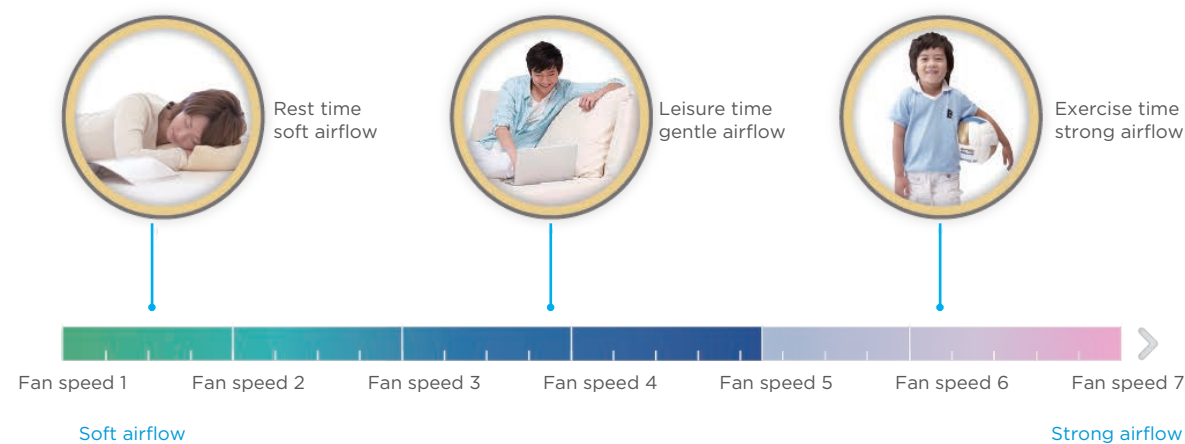 Rest time
soft airflow
Leisure time
gentle airflow
Exercise time
strong airflow
Fan speed 1
Fan speed 2
Fan speed 3
Fan speed 4
Fan speed 5
Fan speed 6
Fan speed 7
Soft airflow
Strong airflow